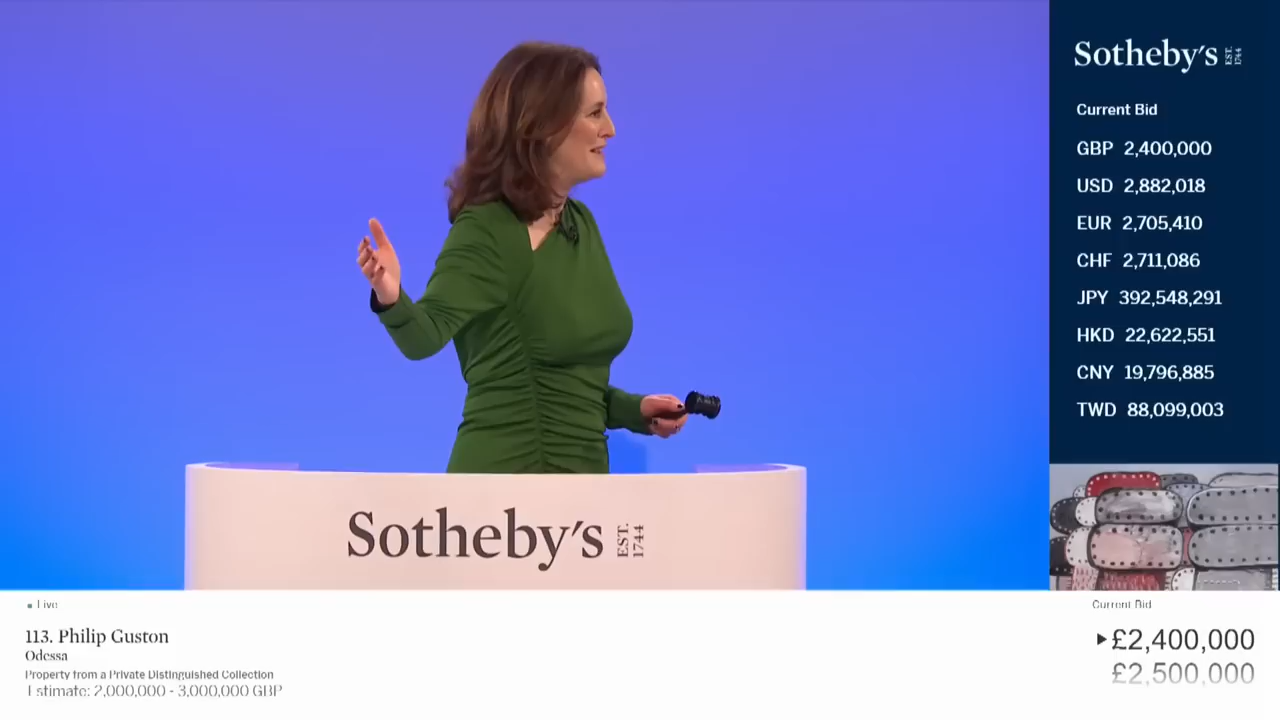 Sotheby's EST. 1744
Current Bid
GBP 2,400,000
USD 2,882,018
EUR 2,705,410
CHF 2,711,086
JPY 392,548,291
HKD 22,622,551
CNY 19,796,885
TWD 88,099,003
Sotheby's EST. 1744
Live
113. Philip Guston
Odessa
Property from a Private Distinguished Collection
Estimate: 2,000,000 - 3,000,000 GBP
Current Bid
£2,400,000
£2,500,000